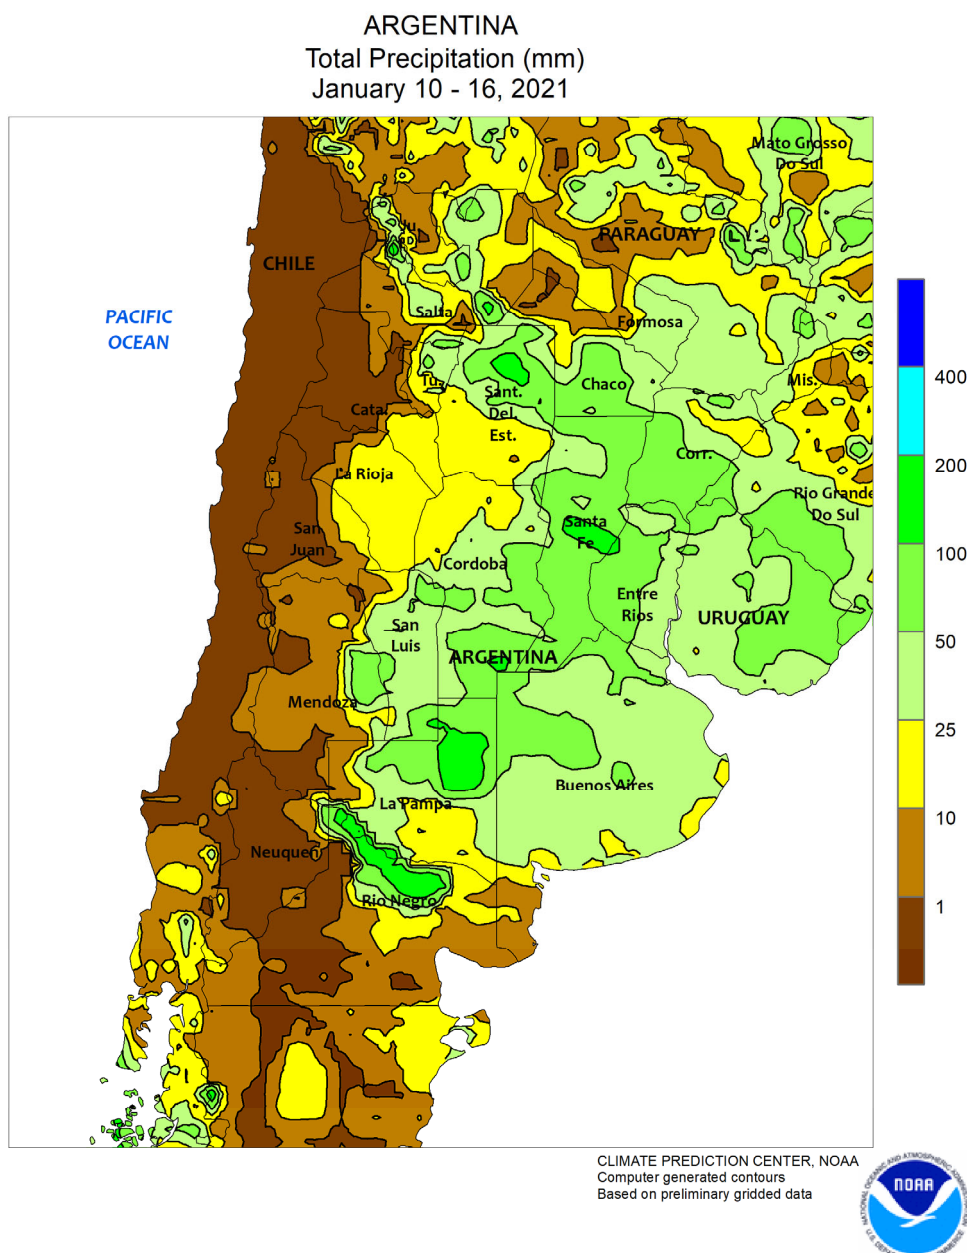 ARGENTINA
Total Precipitation (mm)
January 10 - 16, 2021
Mato Grosso
Do Sul
Ju.
PARAGUAY
CHILE
PACIFIC
OCEAN
Salta
Formosa
400
Tu.
Sant.
Del.
Est.
Chaco
Mis.
Cata.
Corr.
La Rioja
200
Rio Grande
Do Sul
San
Juan
Santa
Fe
100
Cordoba
Entre
Rios
URUGUAY
San
Luis
50
ARGENTINA
Mendoza
25
Buenos Aires
La Pampa
10
Neuquen
Rio Negro
1
CLIMATE PREDICTION CENTER, NOAA
Computer generated contours
Based on preliminary gridded data
NOAA